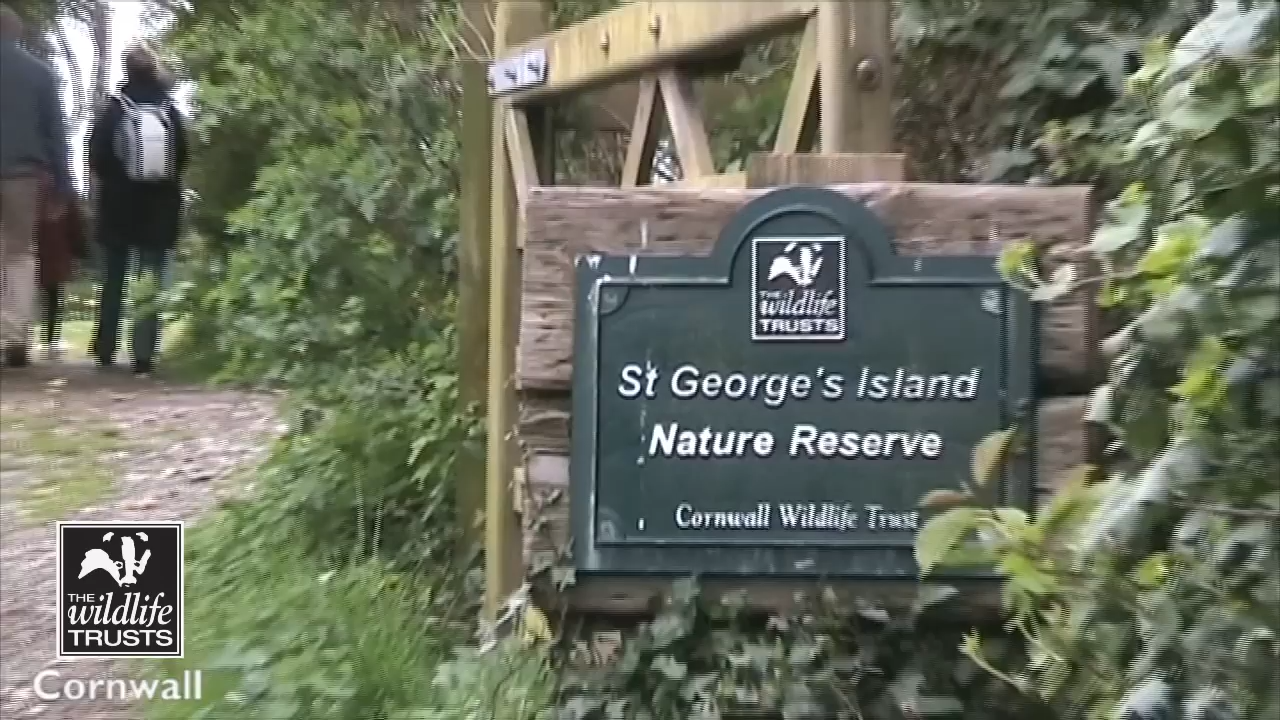 THE
wildlife
TRUSTS
St George's Island
Nature Reserve
Cornwall Wildlife Trust
THE
wildlife
TRUSTS
Cornwall